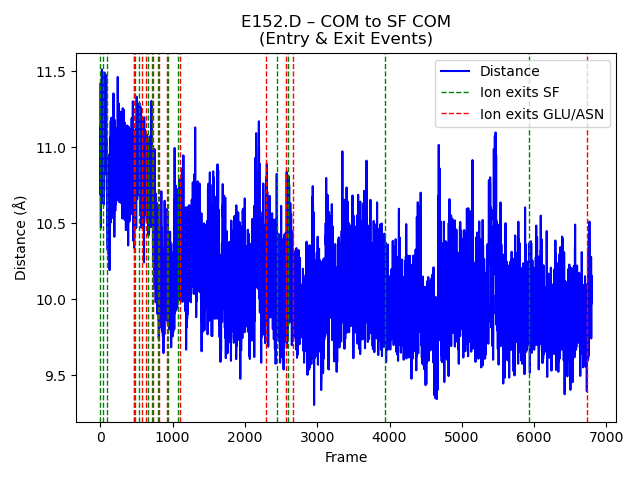 E152.D – COM to SF COM
(Entry & Exit Events)
Distance
Ion exits SF
Ion exits GLU/ASN
Distance (Å)
11.5
11.0
10.5
10.0
9.5
0
1000
2000
3000
4000
5000
6000
7000
Frame